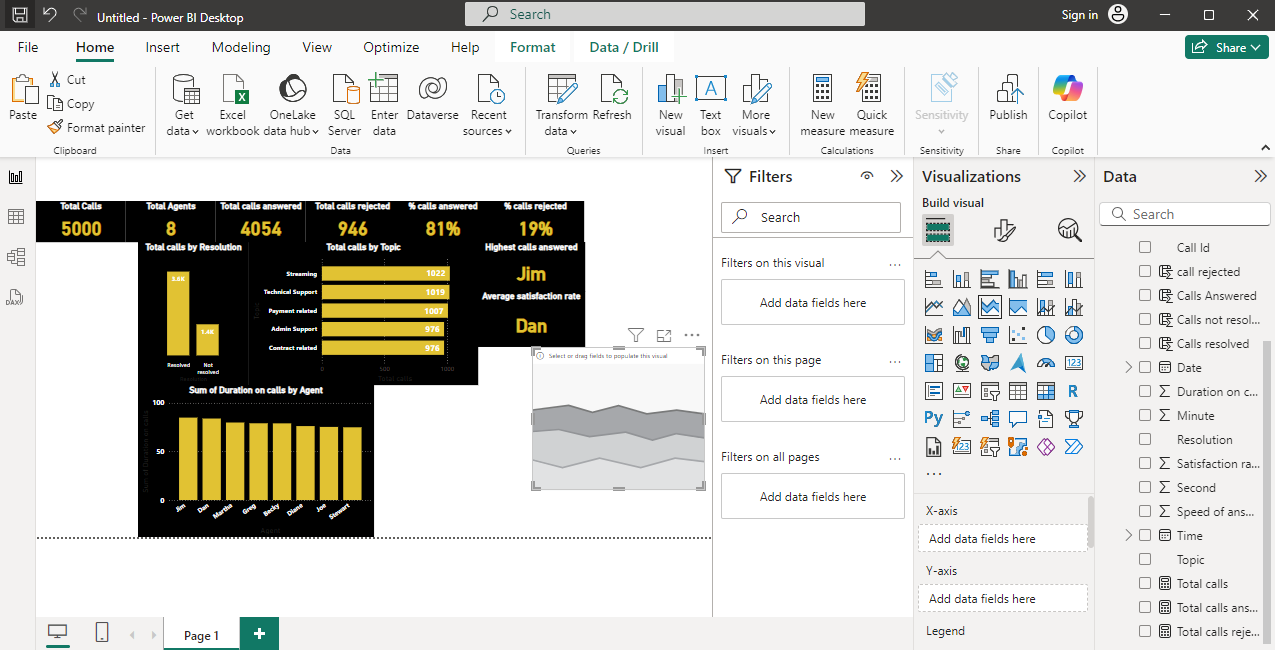 Untitled - Power BI Desktop
Search
Sign in
File
Home
Insert
Modeling
View
Optimize
Help
Format
Data / Drill
Share
Paste
Cut
Copy
Format painter
Clipboard
Get data
Excel workbook
OneLake data hub
SQL Server
Enter data
Dataverse
Recent sources
Data
Transform data
Refresh
Queries
New visual
Text box
More visuals
Insert
New measure
Quick measure
Calculations
Sensitivity
Sensitivity
Publish
Share
Copilot
Copilot
Total Calls
5000
Total Agents
8
Total calls answered
4054
Total calls rejected
946
% calls answered
81%
% calls rejected
19%
Total calls by Resolution
3.6K
1.4K
Resolved
Not resolved
Total calls by Topic
Streaming 1022
Technical Support 1019
Payment related 1007
Admin Support 976
Contract related 976
0 500 1000
Total calls
Highest calls answered
Jim
Average satisfaction rate
Dan
Sum of Duration on calls by Agent
Sum of Duration on calls
100
50
0
Jim
Dan
Martha
Greg
Becky
Diane
Joe
Stewart
Agent
Select or drag fields to populate this visual
Page 1
Filters
Search
Filters on this visual
Add data fields here
Filters on this page
Add data fields here
Filters on all pages
Add data fields here
Visualizations
Build visual
123
R
Py
123
X-axis
Add data fields here
Y-axis
Add data fields here
Legend
Data
Search
Call Id
call rejected
Calls Answered
Calls not resol...
Calls resolved
Date
Duration on c...
Minute
Resolution
Satisfaction ra...
Second
Speed of ans...
Time
Topic
Total calls
Total calls ans...
Total calls reje...